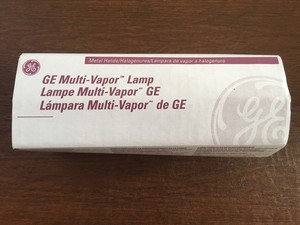 Metal Halide/Halogénures/Lámpara de vapor a halogenuro
GE Multi-Vapor™ Lamp
Lampe Multi-Vapor™ GE
Lámpara Multi-Vapor™ de GE